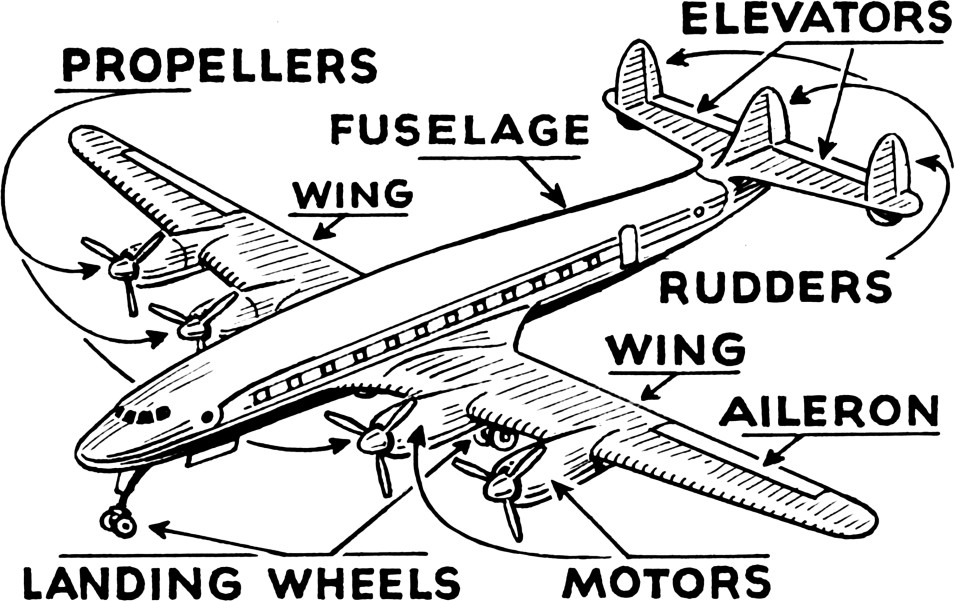 ELEVATORS
PROPELLERS
FUSELAGE
WING
RUDDERS
WING
AILERON
LANDING WHEELS
MOTORS